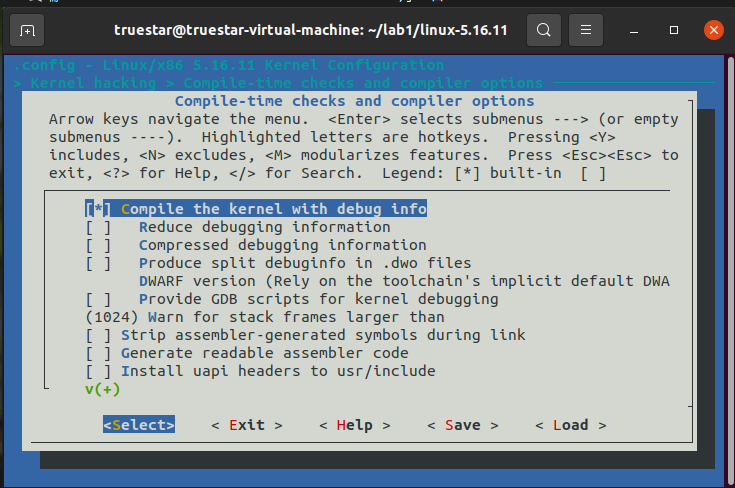 truestar@truestar-virtual-machine: ~/lab1/linux-5.16.11
.config - Linux/x86 5.16.11 Kernel Configuration
> Kernel hacking > Compile-time checks and compiler options
Compile-time checks and compiler options
Arrow keys navigate the menu.  <Enter> selects submenus ---> (or empty
submenus ----).  Highlighted letters are hotkeys.  Pressing <Y>
includes, <N> excludes, <M> modularizes features.  Press <Esc><Esc> to
exit, <?> for Help, </> for Search.  Legend: [*] built-in  [ ]
[*] Compile the kernel with debug info
[ ]   Reduce debugging information
[ ]   Compressed debugging information
[ ]   Produce split debuginfo in .dwo files
DWARF version (Rely on the toolchain's implicit default DWA
[ ]   Provide GDB scripts for kernel debugging
(1024) Warn for stack frames larger than
[ ] Strip assembler-generated symbols during link
[ ] Generate readable assembler code
[ ] Install uapi headers to usr/include
v(+)
<Select>    < Exit >    < Help >    < Save >    < Load >